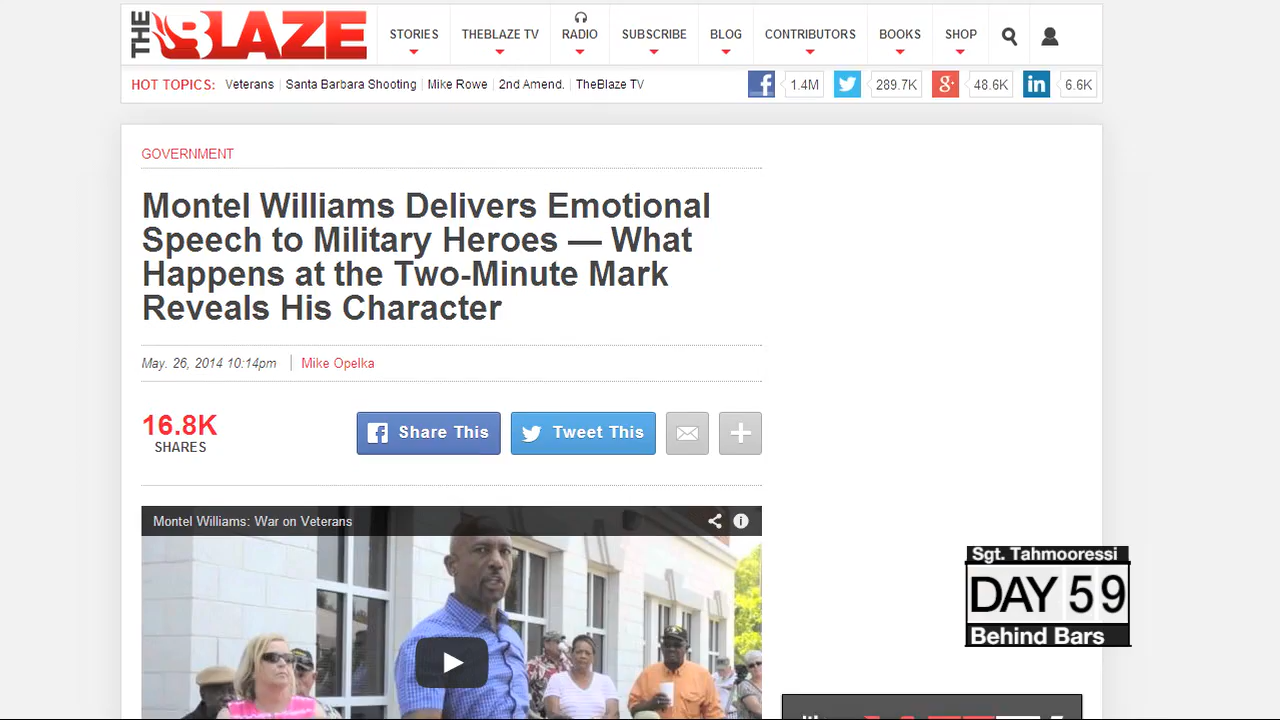 THE BLAZE
STORIES THEBLAZE TV RADIO SUBSCRIBE BLOG CONTRIBUTORS BOOKS SHOP
HOT TOPICS: Veterans Santa Barbara Shooting Mike Rowe 2nd Amend. TheBlaze TV
1.4M 289.7K 48.6K 6.6K
GOVERNMENT
Montel Williams Delivers Emotional
Speech to Military Heroes — What
Happens at the Two-Minute Mark
Reveals His Character
May. 26, 2014 10:14pm Mike Opelka
16.8K
SHARES
Share This
Tweet This
Montel Williams: War on Veterans
Sgt. Tahmooressi
DAY 59
Behind Bars